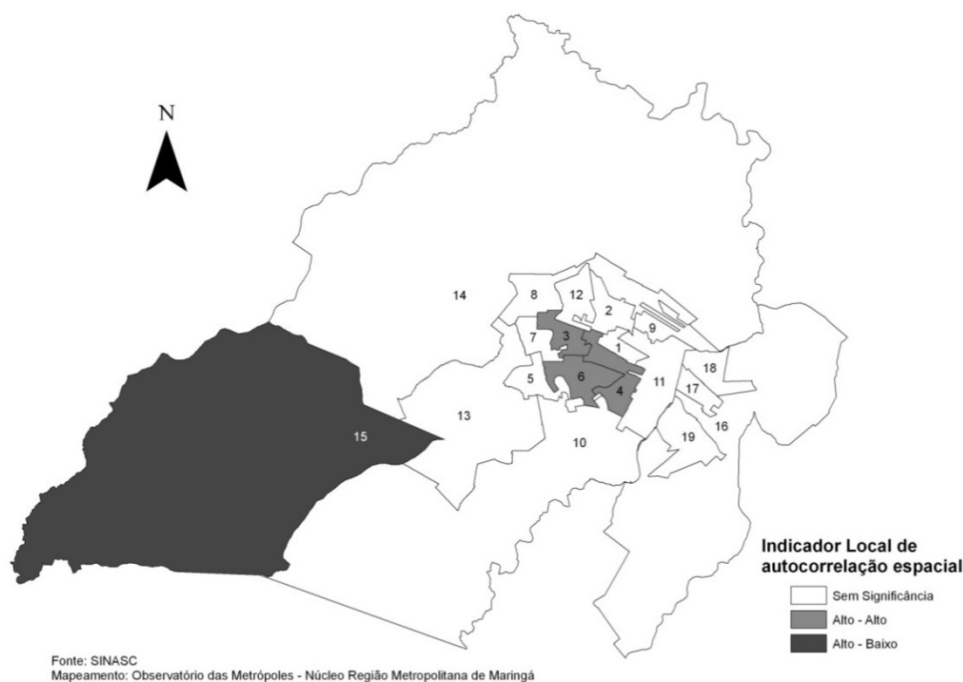 N
14
8
12
2
9
3
7
1
18
6
5
4
11
17
13
16
15
19
10
Indicador Local de
autocorrelação espacial
Sem Significância
Alto - Alto
Alto - Baixo
Fonte: SINASC
Mapeamento: Observatório das Metrópoles - Núcleo Região Metropolitana de Maringá